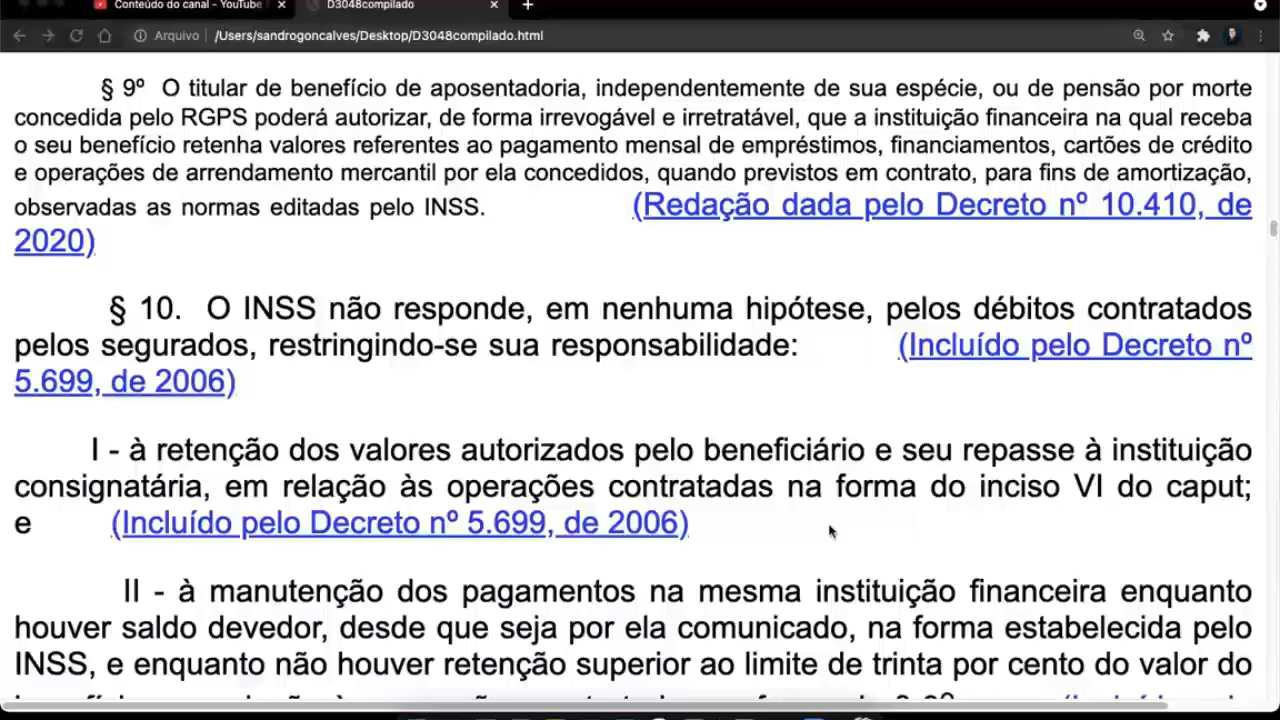 Conteúdo do canal - YouTube
D3048compilado
Arquivo
/Users/sandrogoncalves/Desktop/D3048compilado.html
§ 9º O titular de benefício de aposentadoria, independentemente de sua espécie, ou de pensão por morte
concedida pelo RGPS poderá autorizar, de forma irrevogável e irretratável, que a instituição financeira na qual receba
o seu benefício retenha valores referentes ao pagamento mensal de empréstimos, financiamentos, cartões de crédito
e operações de arrendamento mercantil por ela concedidos, quando previstos em contrato, para fins de amortização,
observadas as normas editadas pelo INSS. (Redação dada pelo Decreto nº 10.410, de
2020)
§ 10. O INSS não responde, em nenhuma hipótese, pelos débitos contratados
pelos segurados, restringindo-se sua responsabilidade: (Incluído pelo Decreto nº
5.699, de 2006)
I - à retenção dos valores autorizados pelo beneficiário e seu repasse à instituição
consignatária, em relação às operações contratadas na forma do inciso VI do caput;
e (Incluído pelo Decreto nº 5.699, de 2006)
II - à manutenção dos pagamentos na mesma instituição financeira enquanto
houver saldo devedor, desde que seja por ela comunicado, na forma estabelecida pelo
INSS, e enquanto não houver retenção superior ao limite de trinta por cento do valor do